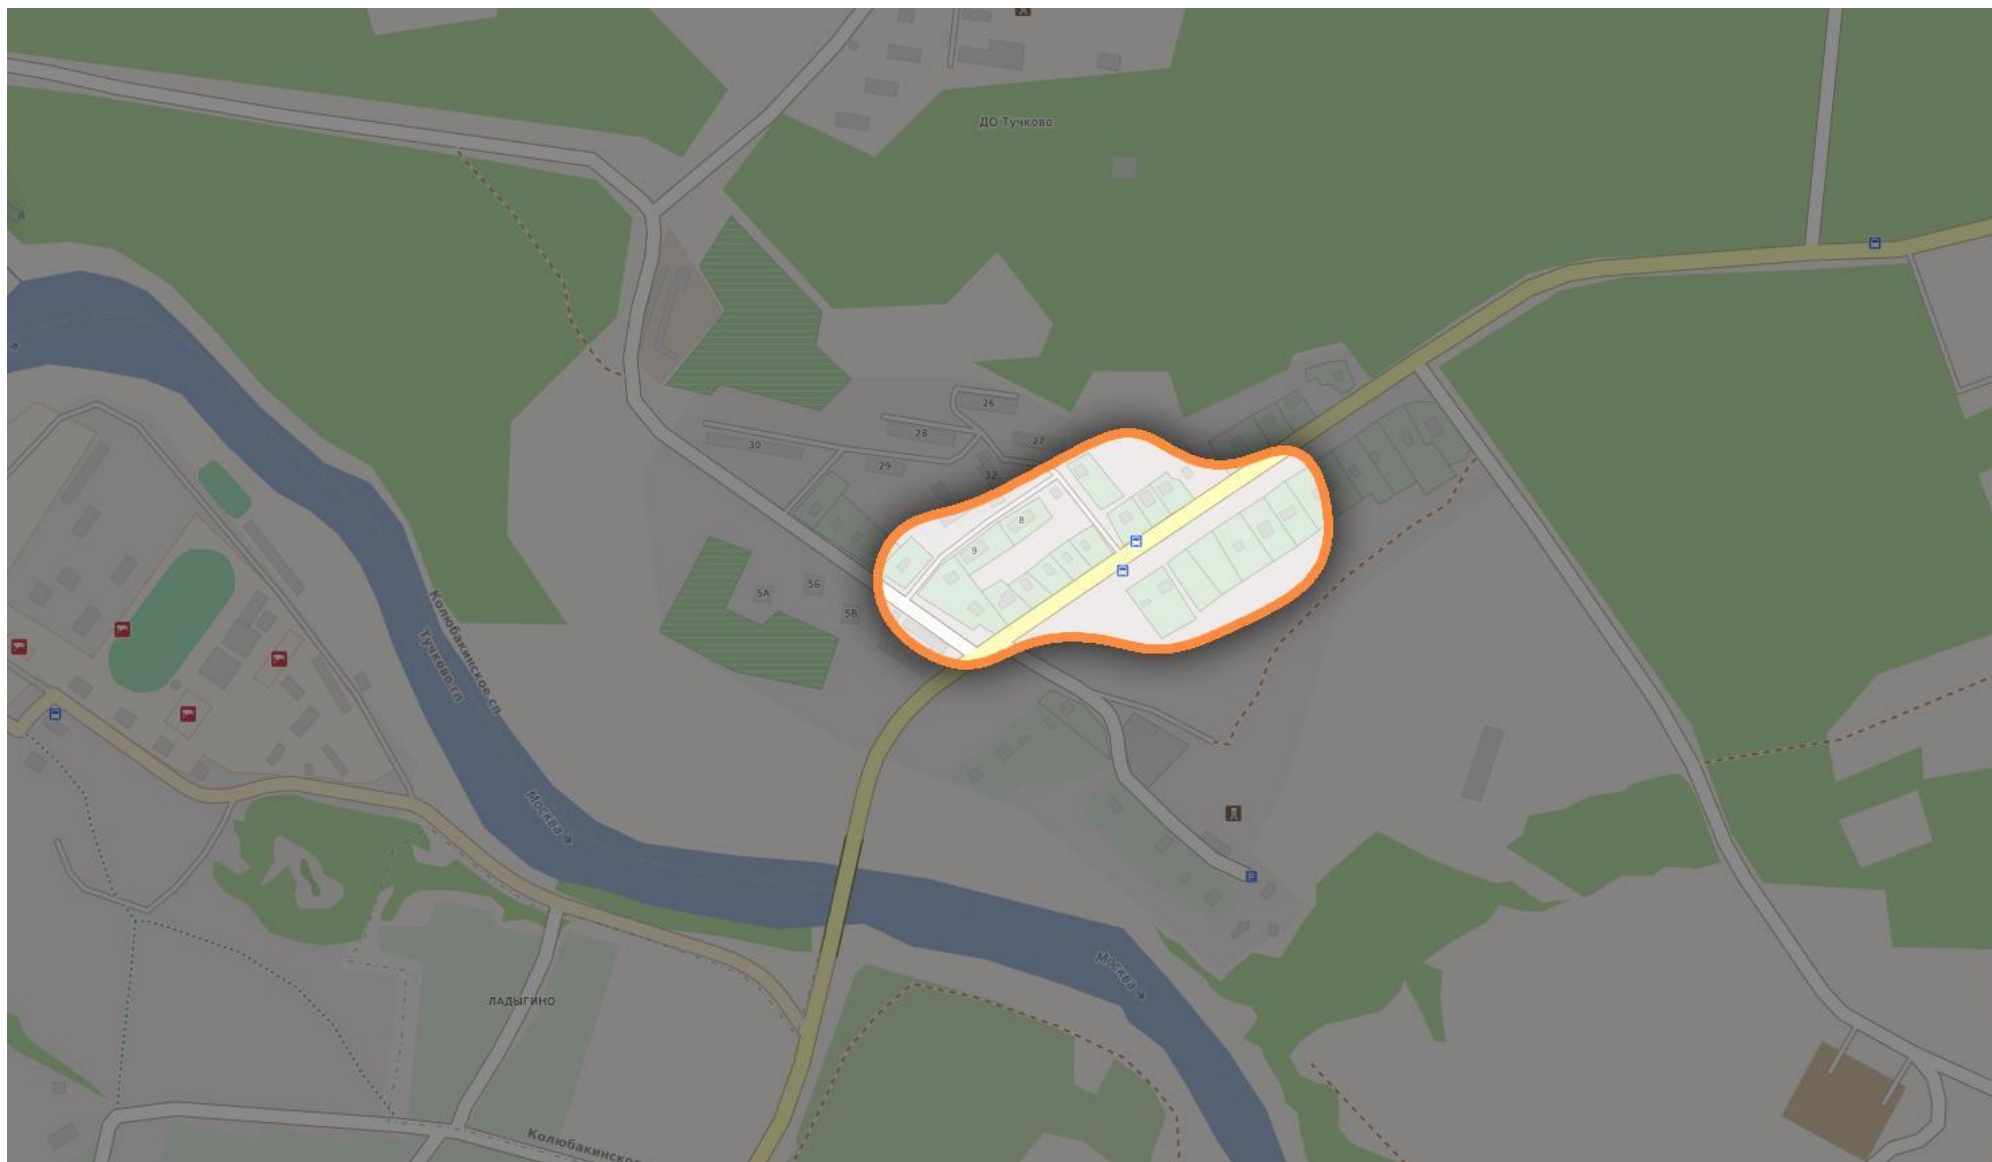 ДО Тучково
26
28
27
30
29
32
8
9
5Б
5А
5В
Колюбакинское сп
Тучково гп
Москва →
Москва →
ЛАДЫГИНО
Колюбакинское
P